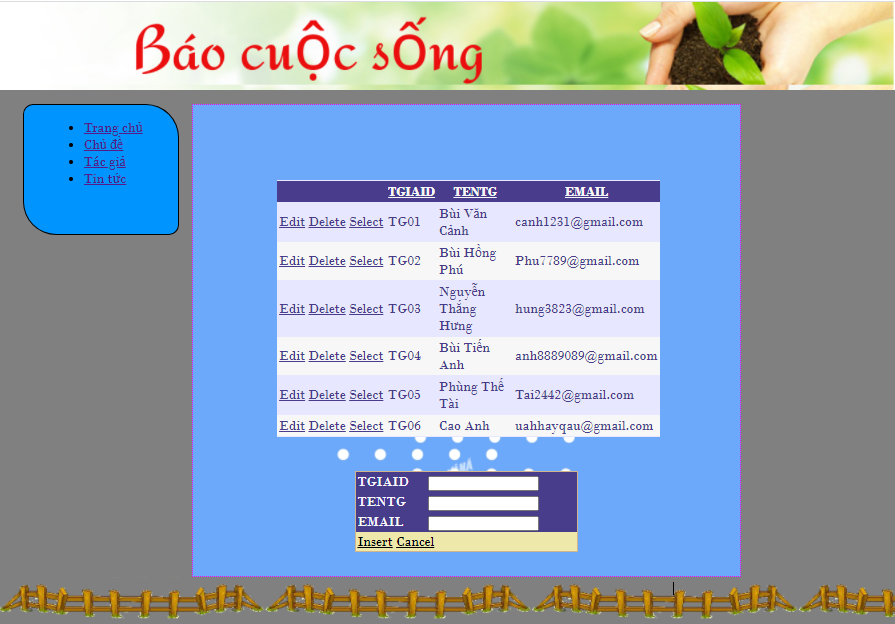 Báo cuỘc sỐng
Trang chủ
Chủ đề
Tác giả
Tin tức
TGIAID TENTG EMAIL
Edit Delete Select TG01 Bùi Văn Cảnh canh1231@gmail.com
Edit Delete Select TG02 Bùi Hồng Phú Phu7789@gmail.com
Edit Delete Select TG03 Nguyễn Thăng Hưng hung3823@gmail.com
Edit Delete Select TG04 Bùi Tiến Anh anh8889089@gmail.com
Edit Delete Select TG05 Phùng Thế Tài Tai2442@gmail.com
Edit Delete Select TG06 Cao Anh uahhayqau@gmail.com
TGIAID
TENTG
EMAIL
Insert Cancel